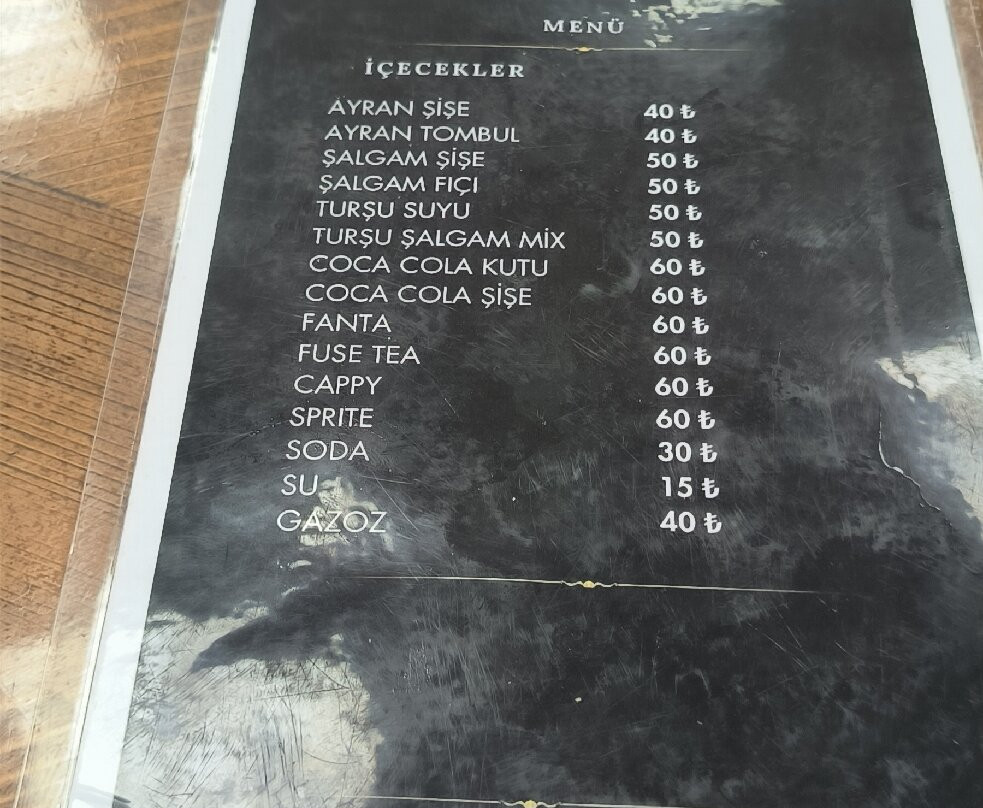 MENÜ
İÇECEKLER
AYRAN ŞİŞE 40 ₺
AYRAN TOMBUL 40 ₺
ŞALGAM ŞİŞE 50 ₺
ŞALGAM FIÇI 50 ₺
TURŞU SUYU 50 ₺
TURŞU ŞALGAM MİX 50 ₺
COCA COLA KUTU 60 ₺
COCA COLA ŞİŞE 60 ₺
FANTA 60 ₺
FUSE TEA 60 ₺
CAPPY 60 ₺
SPRITE 60 ₺
SODA 30 ₺
SU 15 ₺
GAZOZ 40 ₺